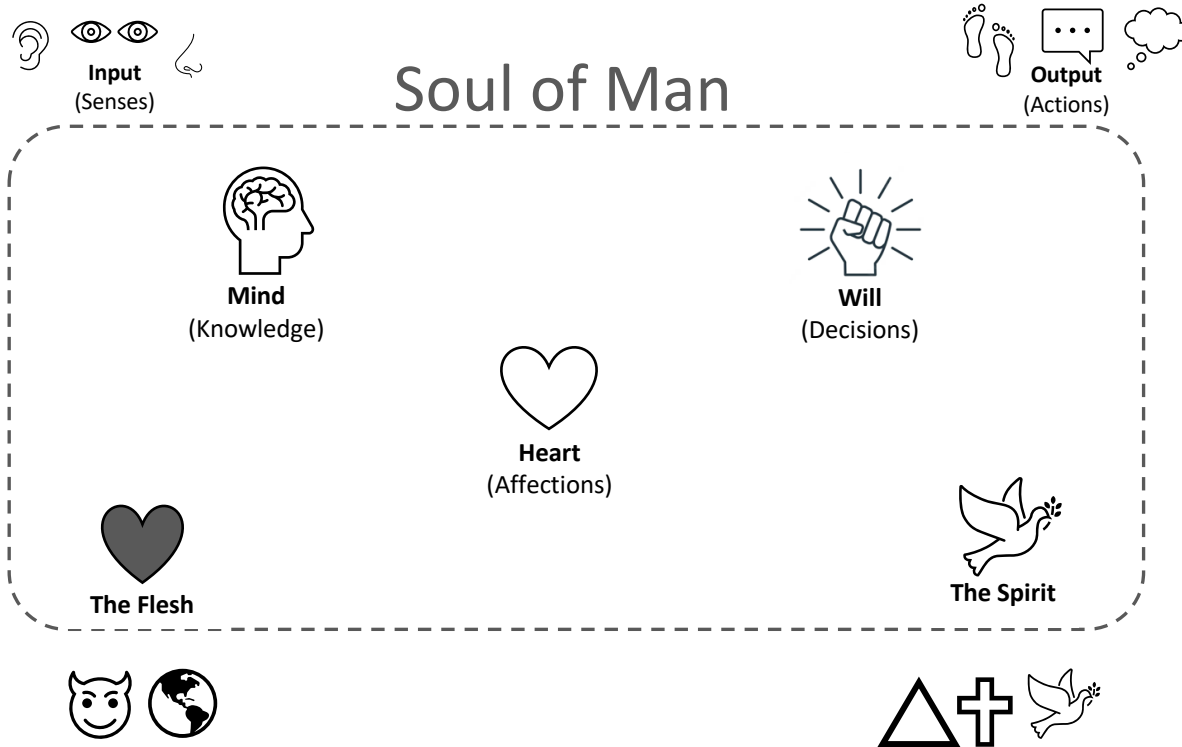 Input
(Senses)
Soul of Man
Output
(Actions)
Mind
(Knowledge)
Will
(Decisions)
Heart
(Affections)
The Flesh
The Spirit